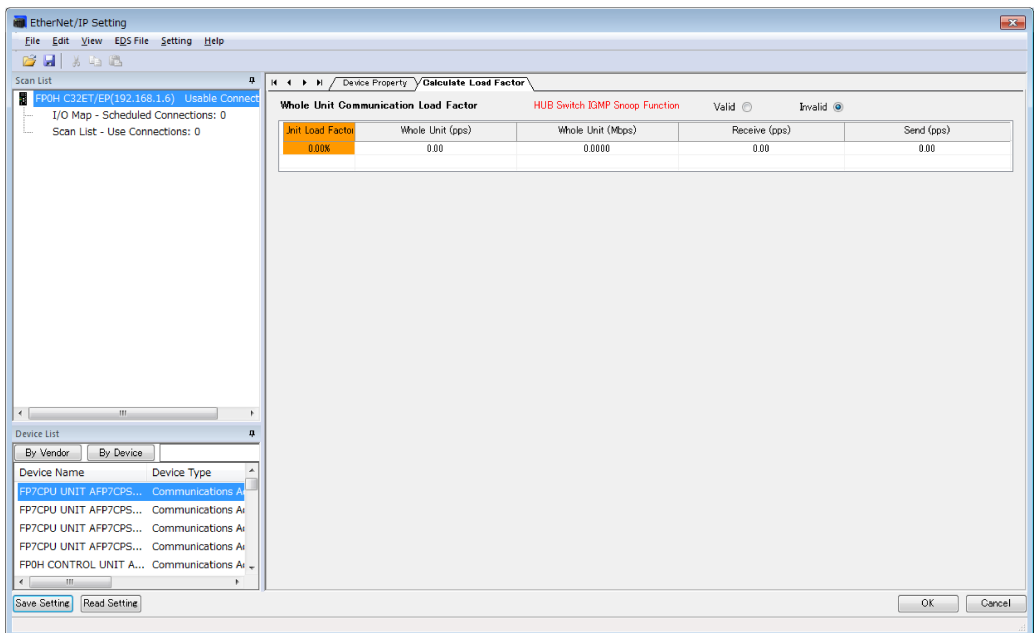 EtherNet/IP Setting
File Edit View EDS File Setting Help
Scan List
FP0H C32ET/EP(192.168.1.6) Usable Connect
I/O Map - Scheduled Connections: 0
Scan List - Use Connections: 0
Device Property Calculate Load Factor
Whole Unit Communication Load Factor HUB Switch IGMP Snoop Function Valid Invalid
Unit Load Factor Whole Unit (pps) Whole Unit (Mbps) Receive (pps) Send (pps)
0.00% 0.00 0.0000 0.00 0.00
Device List
By Vendor By Device
Device Name Device Type
FP7CPU UNIT AFP7CPS... Communications A
FP7CPU UNIT AFP7CPS... Communications A
FP7CPU UNIT AFP7CPS... Communications A
FP7CPU UNIT AFP7CPS... Communications A
FP0H CONTROL UNIT A... Communications A
Save Setting Read Setting OK Cancel